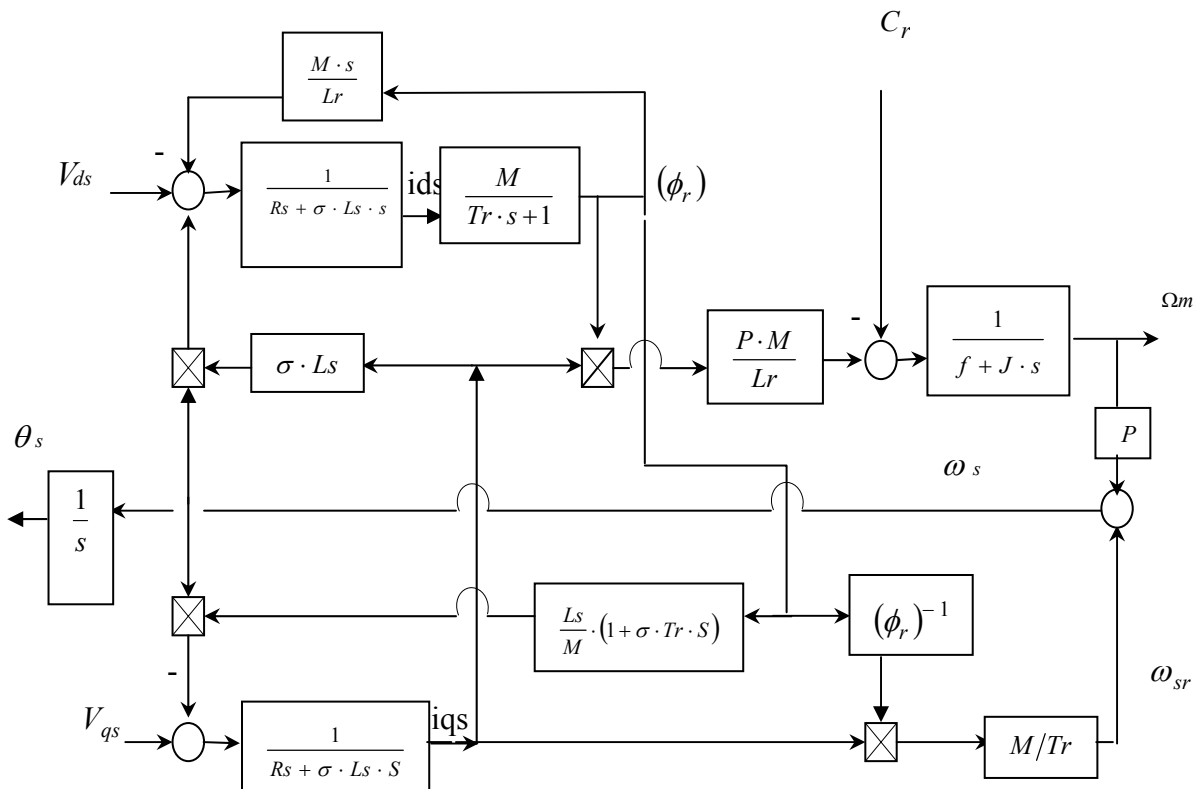 C_r
M · s / Lr
-
V_ds
1 / (Rs + σ · Ls · s)
ids
M / (Tr · s + 1)
(ϕ_r)
Ωm
-
σ · Ls
P · M / Lr
1 / (f + J · s)
P
θ_s
ω_s
1 / s
Ls / M · (1 + σ · Tr · S)
(ϕ_r)^−1
ω_sr
-
V_qs
1 / (Rs + σ · Ls · S)
iqs
M/Tr